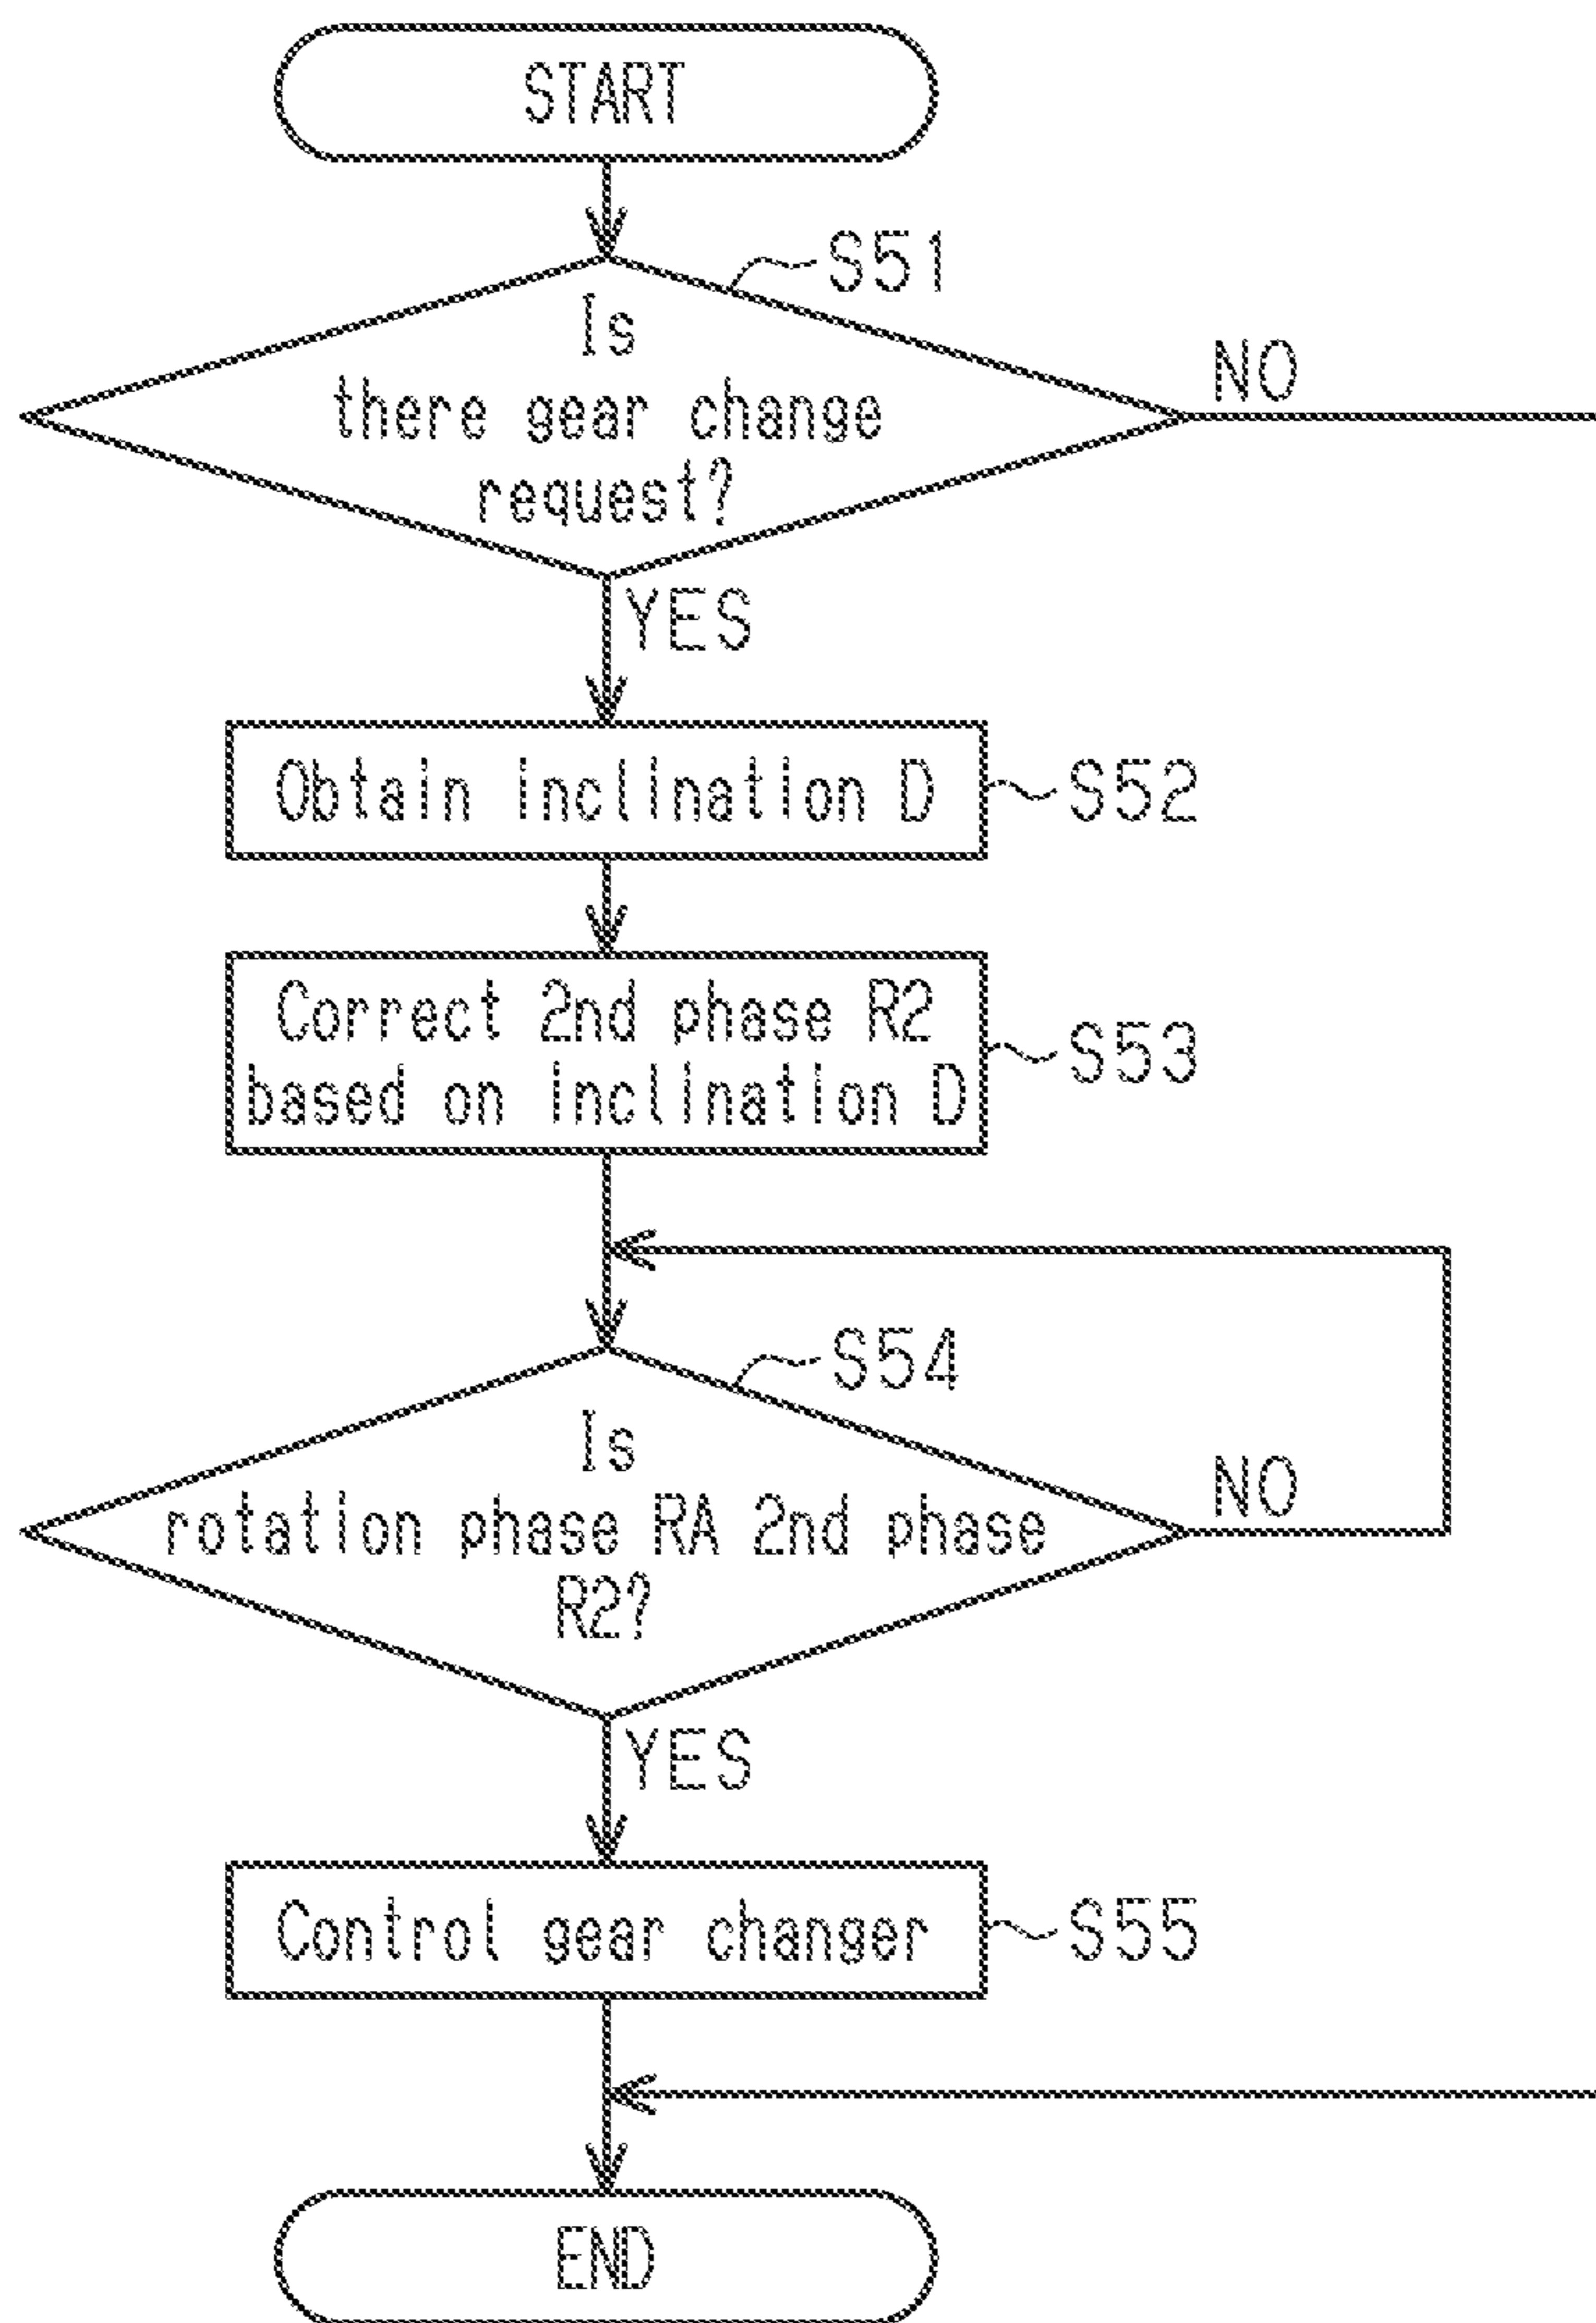 START
S51
Is
there gear change
request?
NO
YES
Obtain inclination D
S52
Correct 2nd phase R2
based on inclination D
S53
S54
Is
rotation phase RA 2nd phase
R2?
NO
YES
Control gear changer
S55
END